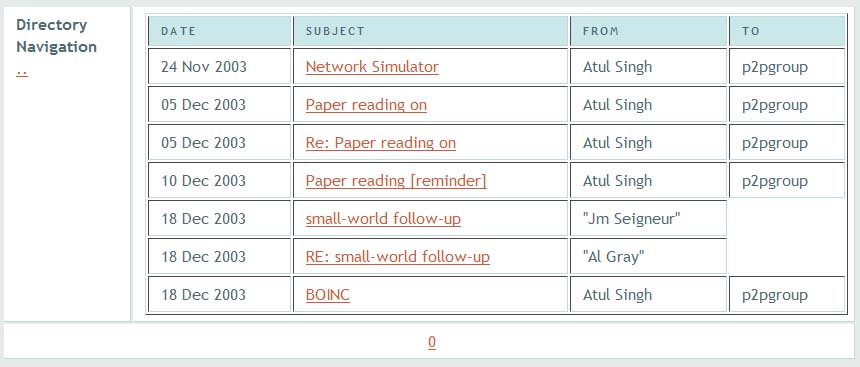 Directory
Navigation
..
DATE SUBJECT FROM TO
24 Nov 2003 Network Simulator Atul Singh p2pgroup
05 Dec 2003 Paper reading on Atul Singh p2pgroup
05 Dec 2003 Re: Paper reading on Atul Singh p2pgroup
10 Dec 2003 Paper reading [reminder] Atul Singh p2pgroup
18 Dec 2003 small-world follow-up "Jm Seigneur"
18 Dec 2003 RE: small-world follow-up "Al Gray"
18 Dec 2003 BOINC Atul Singh p2pgroup
0